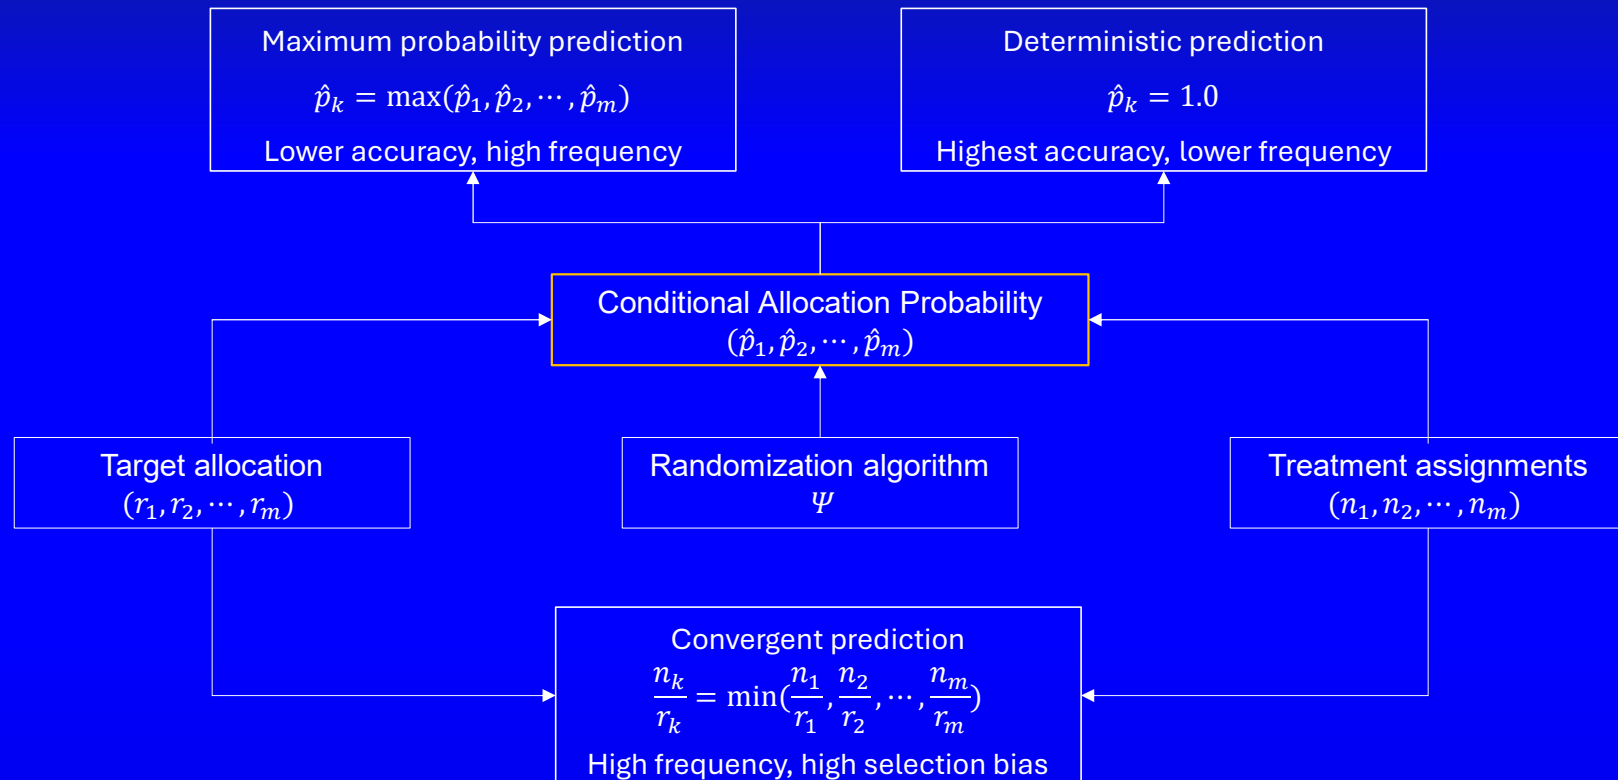 Maximum probability prediction
p̂ₖ = max(p̂₁, p̂₂, ⋯, p̂ₘ)
Lower accuracy, high frequency
Deterministic prediction
p̂ₖ = 1.0
Highest accuracy, lower frequency
Conditional Allocation Probability
(p̂₁, p̂₂, ⋯, p̂ₘ)
Target allocation
(r₁, r₂, ⋯, rₘ)
Randomization algorithm
Ψ
Treatment assignments
(n₁, n₂, ⋯, nₘ)
Convergent prediction
nₖ/rₖ = min(n₁/r₁, n₂/r₂, ⋯, nₘ/rₘ)
High frequency, high selection bias